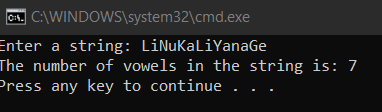 C:\WINDOWS\system32\cmd.exe
Enter a string: LiNuKaLiYanaGe
The number of vowels in the string is: 7
Press any key to continue . . .